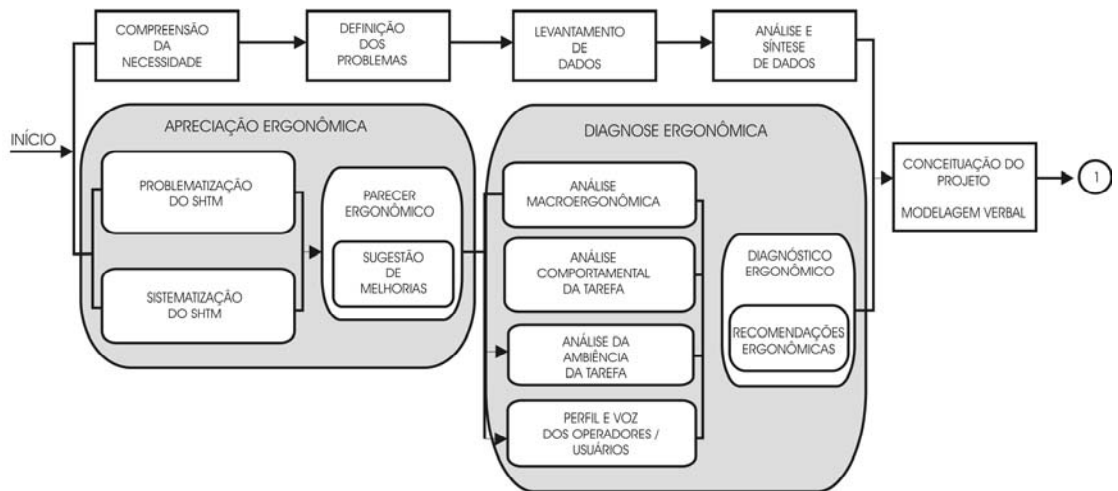 COMPREENSÃO
DA
NECESSIDADE
DEFINIÇÃO
DOS
PROBLEMAS
LEVANTAMENTO
DE
DADOS
ANÁLISE E
SÍNTESE
DE DADOS
INÍCIO
APRECIAÇÃO ERGONÔMICA
PROBLEMATIZAÇÃO
DO SHTM
SISTEMATIZAÇÃO
DO SHTM
PARECER
ERGONÔMICO
SUGESTÃO
DE
MELHORIAS
DIAGNOSE ERGONÔMICA
ANÁLISE
MACROERGONÔMICA
ANÁLISE
COMPORTAMENTAL
DA TAREFA
ANÁLISE DA
AMBIÊNCIA
DA TAREFA
PERFIL E VOZ
DOS OPERADORES /
USUÁRIOS
DIAGNÓSTICO
ERGONÔMICO
RECOMENDAÇÕES
ERGONÔMICAS
CONCEITUAÇÃO DO
PROJETO
MODELAGEM VERBAL
1